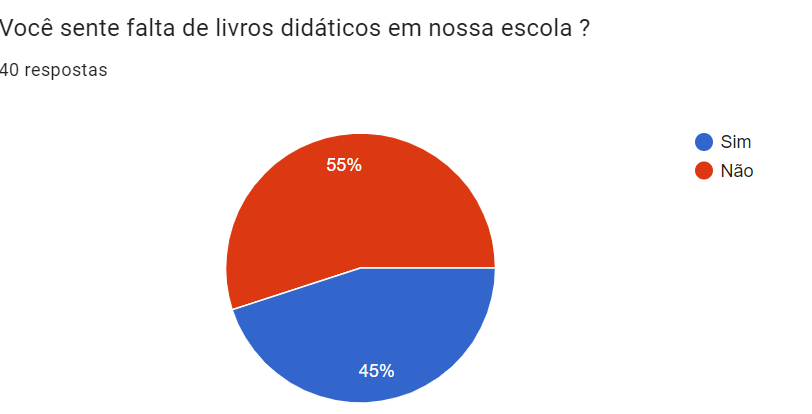 Você sente falta de livros didáticos em nossa escola ?
40 respostas
Sim
Não
55%
45%